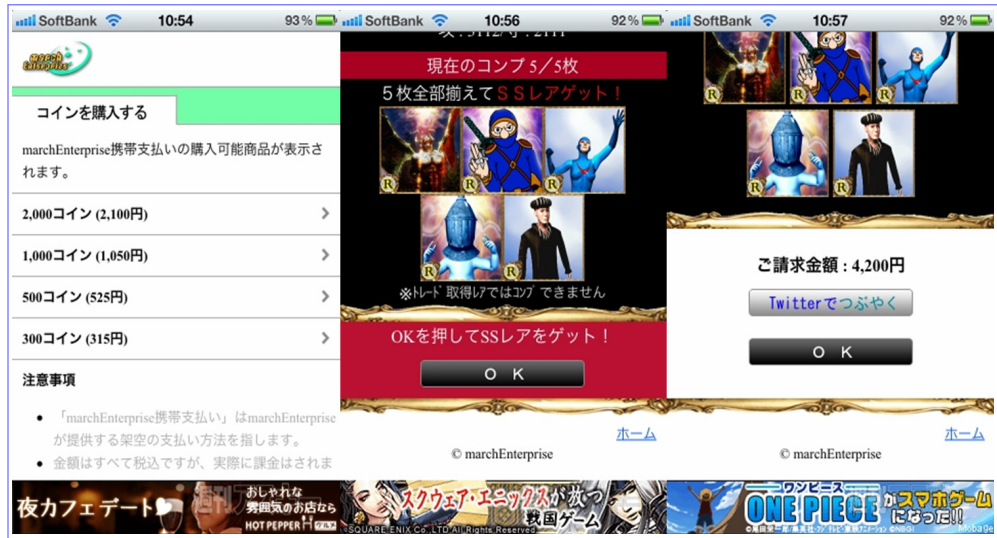 SoftBank 10:54 93%
marchEnterprise
コインを購入する
marchEnterprise携帯支払いの購入可能商品が表示さ
れます。
2,000コイン (2,100円)
1,000コイン (1,050円)
500コイン (525円)
300コイン (315円)
注意事項
「marchEnterprise携帯支払い」はmarchEnterprise
が提供する架空の支払い方法を指します。
金額はすべて税込ですが、実際に課金はされま
夜カフェデート
おしゃれな
雰囲気のお店なら
HOT PEPPER グルメ
SoftBank 10:56 92%
現在のコンプ 5/5枚
5枚全部揃えてSSレアゲット!
R R R
R R
※トレード取得レアではコンプできません
OKを押してSSレアをゲット!
OK
ホーム
© marchEnterprise
スクウェア・エニックスが放つ
戦国ゲーム
©SQUARE ENIX Co.,LTD.All Rights Reserved.
SoftBank 10:57 92%
R R R
R R
ご請求金額 : 4,200円
Twitterでつぶやく
OK
ホーム
© marchEnterprise
ワンピース
ONE PIECEがスマホゲーム
になった!!
Mobage